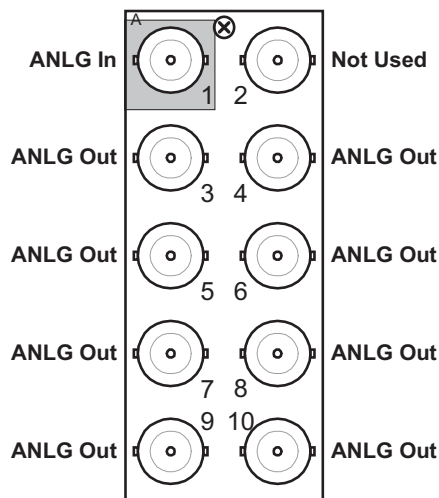 A
ANLG In 1 2 Not Used
ANLG Out 3 4 ANLG Out
ANLG Out 5 6 ANLG Out
ANLG Out 7 8 ANLG Out
ANLG Out 9 10 ANLG Out